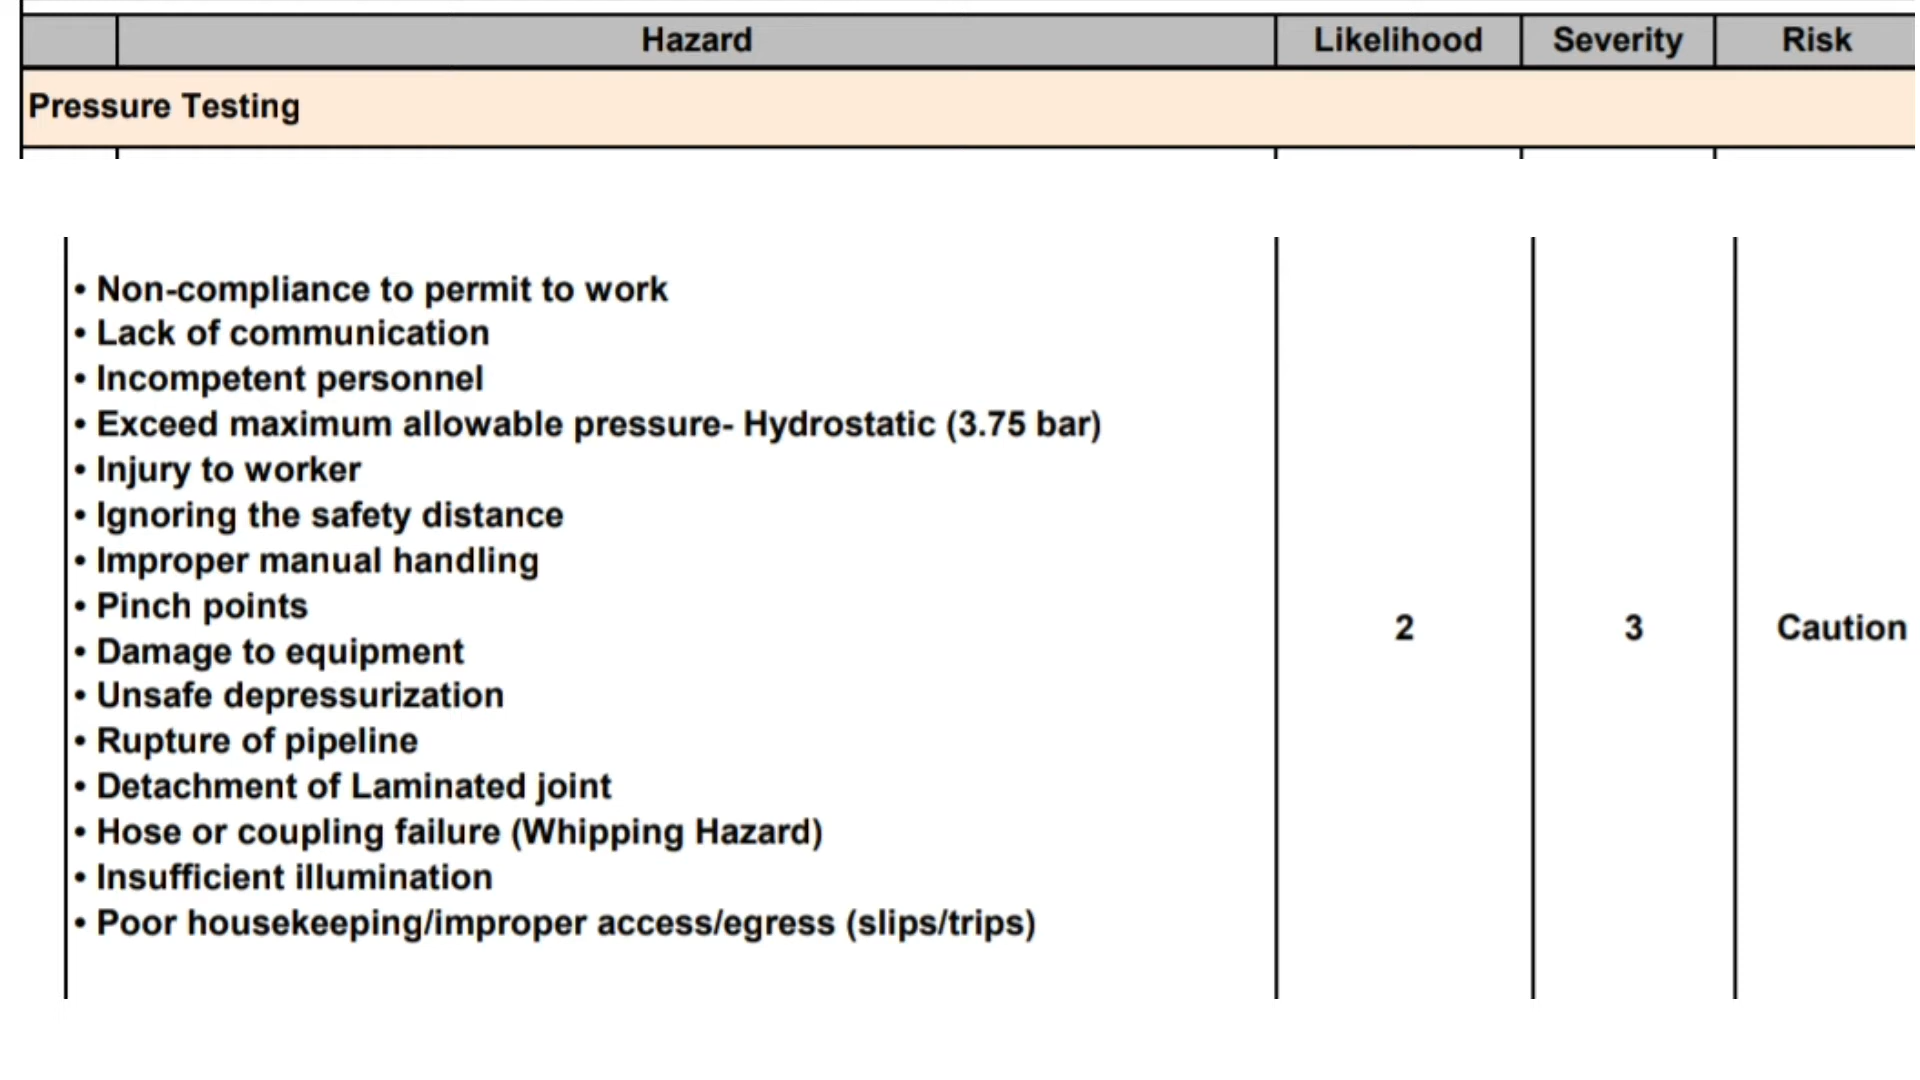 Hazard Likelihood Severity Risk
Pressure Testing
• Non-compliance to permit to work
• Lack of communication
• Incompetent personnel
• Exceed maximum allowable pressure- Hydrostatic (3.75 bar)
• Injury to worker
• Ignoring the safety distance
• Improper manual handling
• Pinch points
• Damage to equipment
• Unsafe depressurization
• Rupture of pipeline
• Detachment of Laminated joint
• Hose or coupling failure (Whipping Hazard)
• Insufficient illumination
• Poor housekeeping/improper access/egress (slips/trips)
2 3 Caution